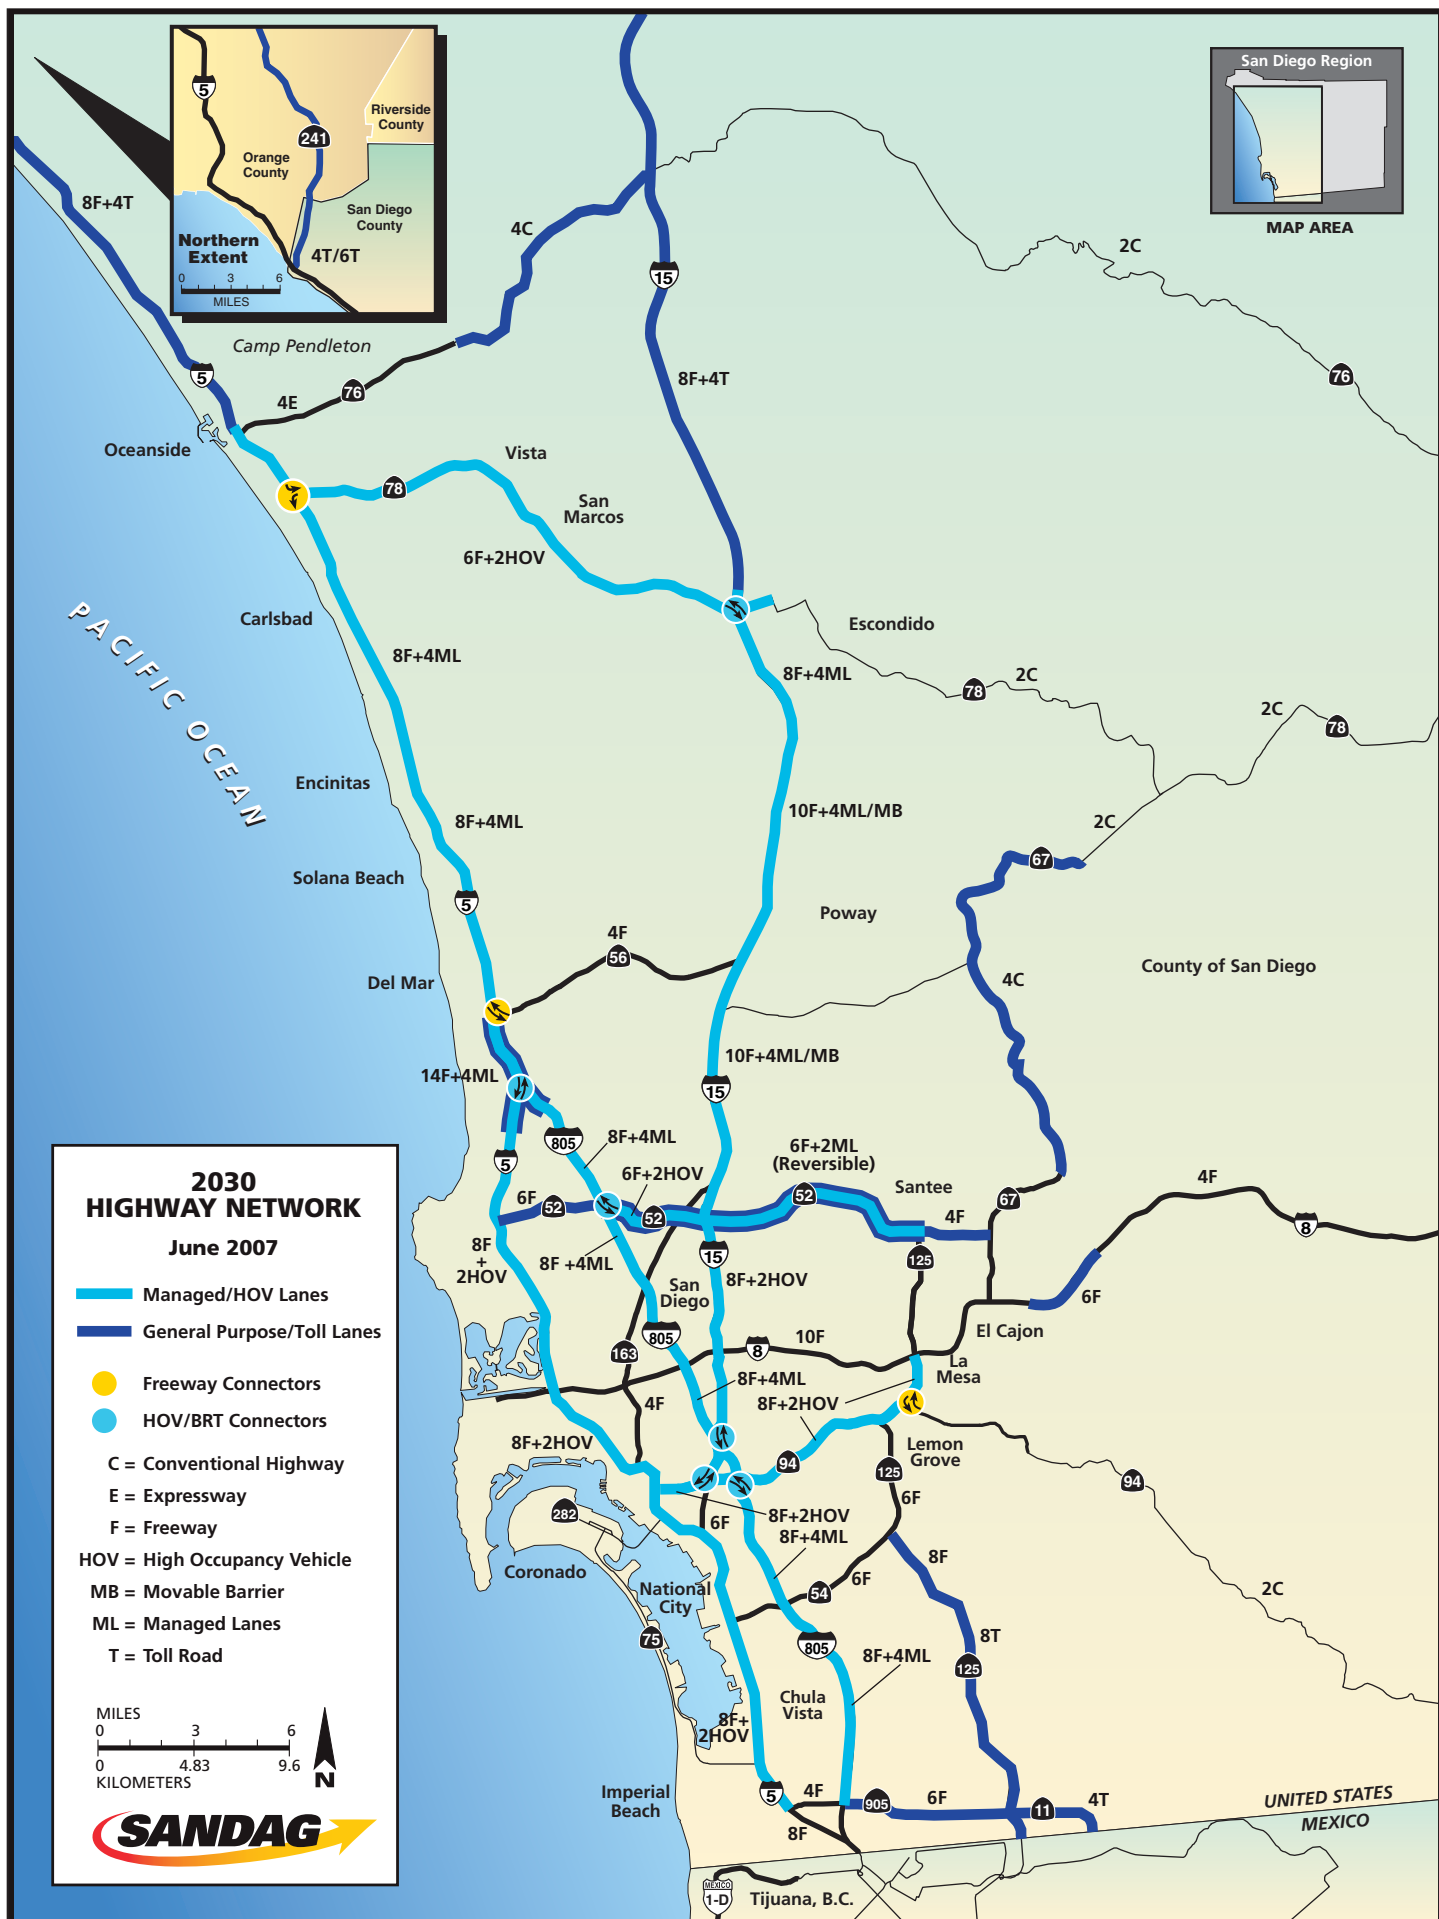 San Diego Region
MAP AREA
5
241
Riverside
County
Orange
County
San Diego
County
Northern
Extent
4T/6T
0 3 6
MILES
8F+4T
4C
2C
15
Camp Pendleton
5
76
76
8F+4T
4E
Oceanside
Vista
78
San
Marcos
6F+2HOV
Carlsbad
Escondido
8F+4ML
8F+4ML
78
2C
2C
78
PACIFIC OCEAN
Encinitas
8F+4ML
10F+4ML/MB
2C
67
Solana Beach
5
Poway
4F
56
Del Mar
County of San Diego
4C
10F+4ML/MB
14F+4ML
15
805
8F+4ML
5
6F+2HOV
6F+2ML
(Reversible)
Santee
6F
52
52
52
67
4F
4F
8
8F
+
2HOV
8F +4ML
15
125
8F+2HOV
San
Diego
6F
El Cajon
805
163
10F
8
La
Mesa
8F+4ML
4F
8F+2HOV
8F+2HOV
94
Lemon
Grove
125
94
6F
282
8F+2HOV
6F
8F+4ML
Coronado
8F
6F
54
National
City
2C
75
805
8T
125
8F+4ML
Chula
Vista
8F+
2HOV
Imperial
Beach
5
4F
905
6F
11
4T
8F
UNITED STATES
MEXICO
MEXICO
1-D
Tijuana, B.C.
2030
HIGHWAY NETWORK
June 2007
Managed/HOV Lanes
General Purpose/Toll Lanes
Freeway Connectors
HOV/BRT Connectors
C = Conventional Highway
E = Expressway
F = Freeway
HOV = High Occupancy Vehicle
MB = Movable Barrier
ML = Managed Lanes
T = Toll Road
MILES
0 3 6
0 4.83 9.6
KILOMETERS
N
SANDAG